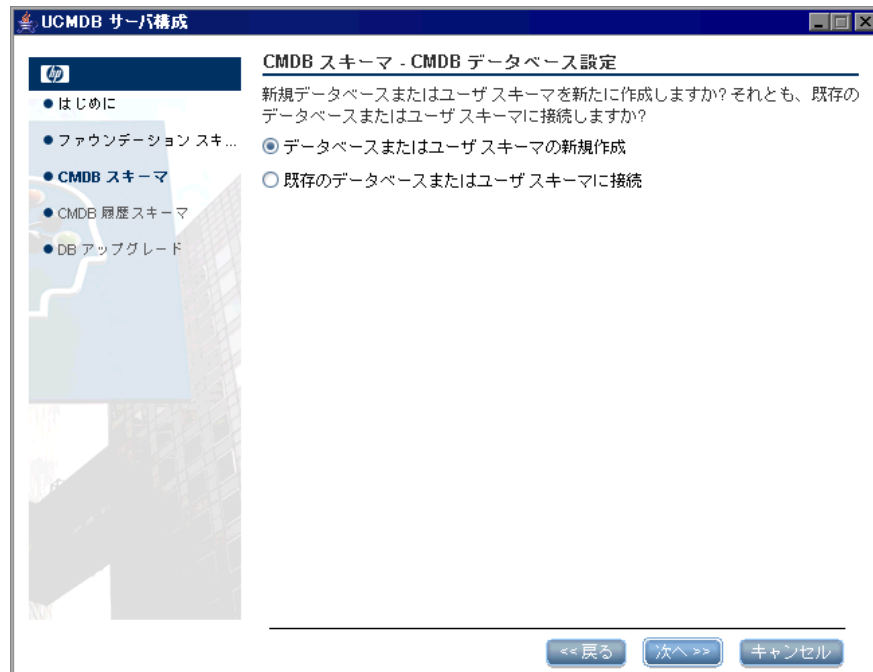 UCMDB サーバ構成
hp
はじめに
ファウンデーション スキ...
CMDB スキーマ
CMDB 履歴スキーマ
DB アップグレード
CMDB スキーマ - CMDB データベース設定
新規データベースまたはユーザ スキーマを新たに作成しますか? それとも、既存の
データベースまたはユーザ スキーマに接続しますか?
データベースまたはユーザ スキーマの新規作成
既存のデータベースまたはユーザ スキーマに接続
<< 戻る
次へ >>
キャンセル